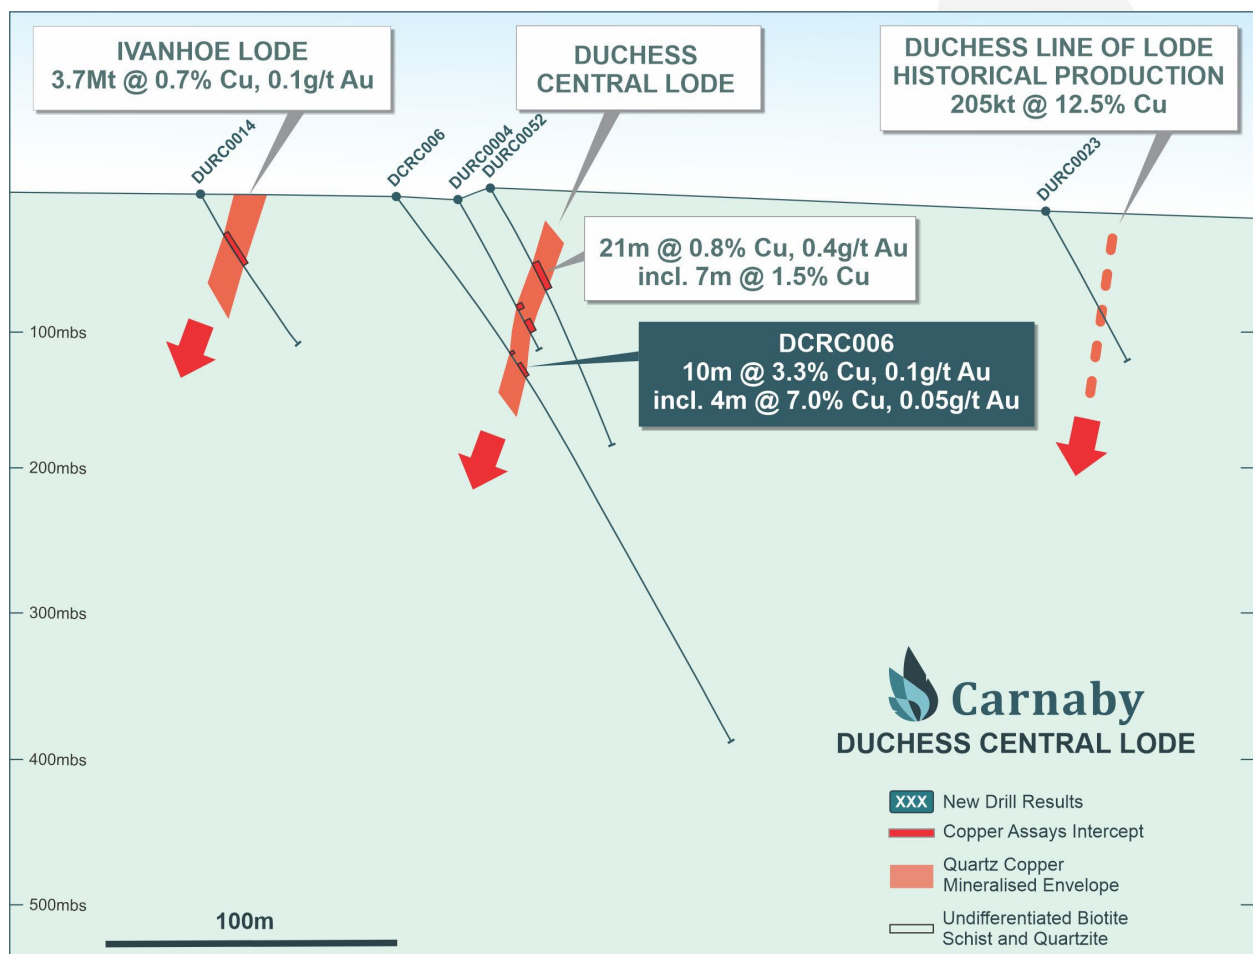 IVANHOE LODE
3.7Mt @ 0.7% Cu, 0.1g/t Au
DUCHESS
CENTRAL LODE
DUCHESS LINE OF LODE
HISTORICAL PRODUCTION
205kt @ 12.5% Cu
DURC0014
DCRC006
DURC0004
DURC0052
DURC0023
21m @ 0.8% Cu, 0.4g/t Au
incl. 7m @ 1.5% Cu
DCRC006
10m @ 3.3% Cu, 0.1g/t Au
incl. 4m @ 7.0% Cu, 0.05g/t Au
100mbs
200mbs
300mbs
400mbs
500mbs
100m
Carnaby
DUCHESS CENTRAL LODE
XXX New Drill Results
Copper Assays Intercept
Quartz Copper
Mineralised Envelope
Undifferentiated Biotite
Schist and Quartzite